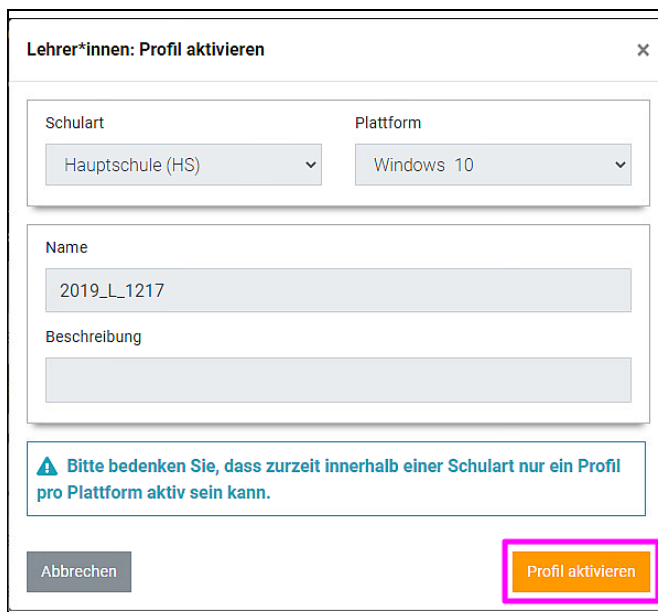 Lehrer*innen: Profil aktivieren ×
Schulart Plattform
Hauptschule (HS) Windows 10
Name
2019_L_1217
Beschreibung
Bitte bedenken Sie, dass zurzeit innerhalb einer Schulart nur ein Profil
pro Plattform aktiv sein kann.
Abbrechen Profil aktivieren